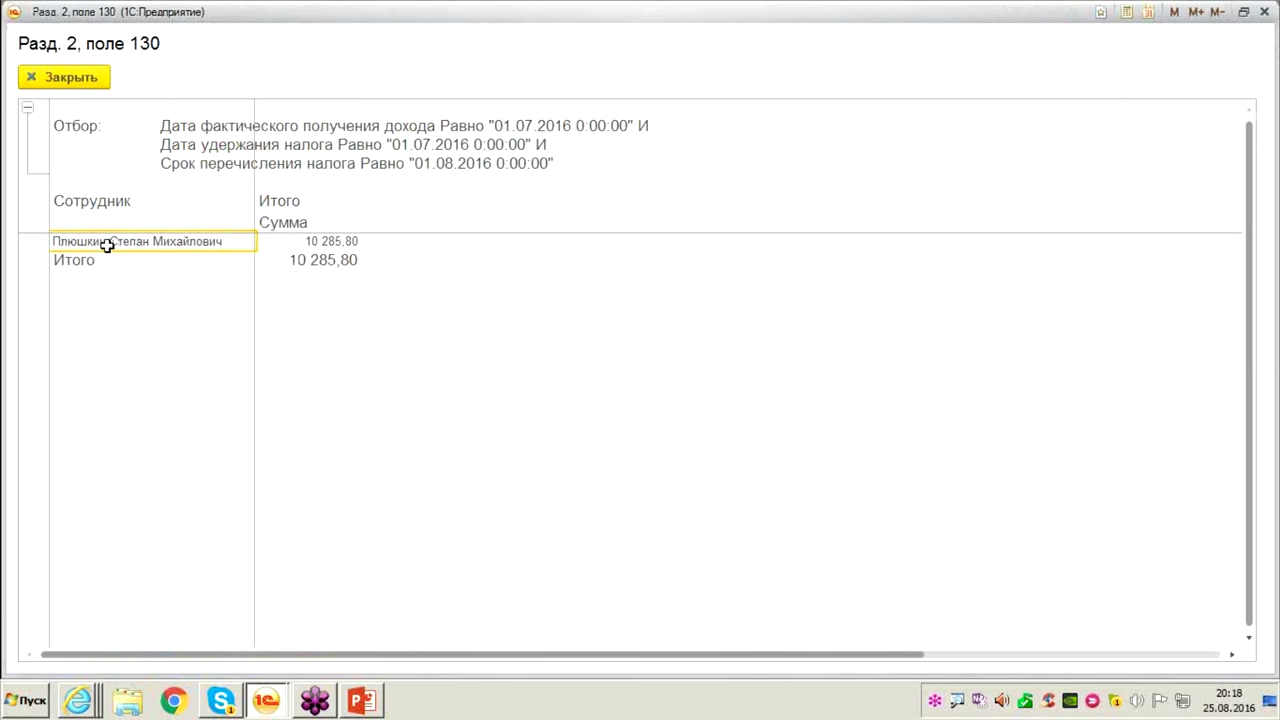 Разд. 2, поле 130 (1С:Предприятие)
M M+ M-
Разд. 2, поле 130
Закрыть
Отбор: Дата фактического получения дохода Равно "01.07.2016 0:00:00" И
Дата удержания налога Равно "01.07.2016 0:00:00" И
Срок перечисления налога Равно "01.08.2016 0:00:00"
Сотрудник Итого
Сумма
Плюшкин Степан Михайлович 10 285,80
Итого 10 285,80
Пуск
20:18
25.08.2016